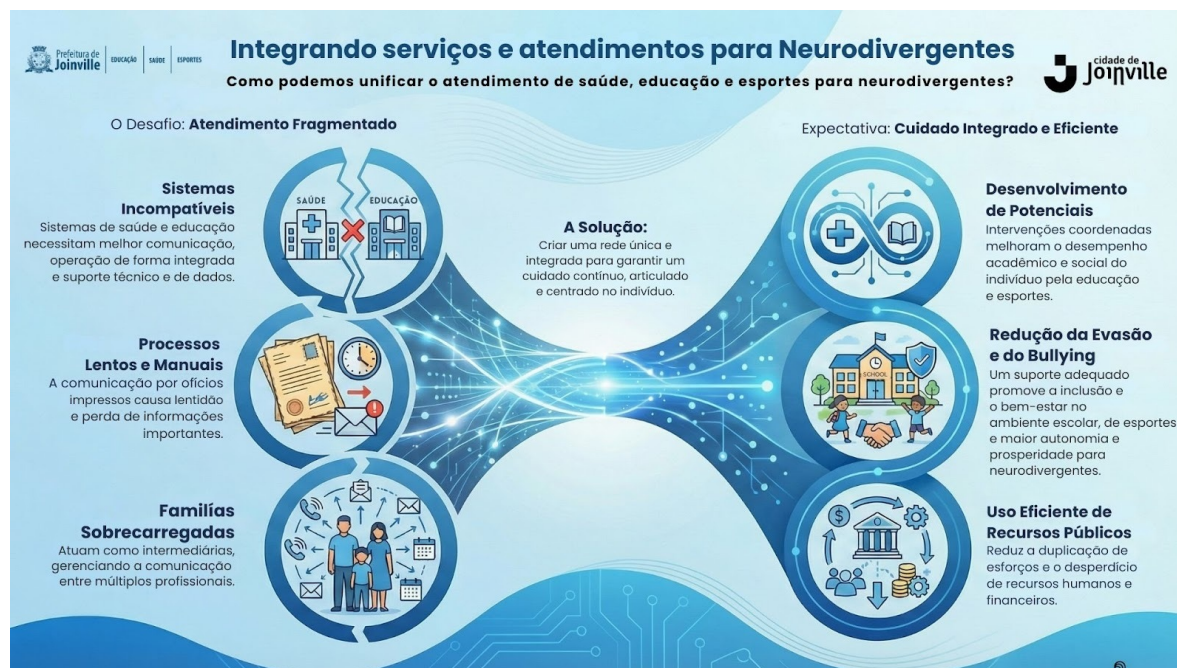 Prefeitura de
Joinville
EDUCAÇÃO
SAÚDE
ESPORTES
Integrando serviços e atendimentos para Neurodivergentes
Como podemos unificar o atendimento de saúde, educação e esportes para neurodivergentes?
cidade de
Joinville
O Desafio: Atendimento Fragmentado
Sistemas
Incompatíveis
Sistemas de saúde e educação
necessitam melhor comunicação,
operação de forma integrada
e suporte técnico e de dados.
SAÚDE
EDUCAÇÃO
Processos
Lentos e Manuais
A comunicação por ofícios
impressos causa lentidão
e perda de informações
importantes.
Famílias
Sobrecarregadas
Atuam como intermediárias,
gerenciando a comunicação
entre múltiplos profissionais.
A Solução:
Criar uma rede única e
integrada para garantir um
cuidado contínuo, articulado
e centrado no indivíduo.
Expectativa: Cuidado Integrado e Eficiente
Desenvolvimento
de Potenciais
Intervenções coordenadas
melhoram o desempenho
acadêmico e social do
indivíduo pela educação
e esportes.
SCHOOL
Redução da Evasão
e do Bullying
Um suporte adequado
promove a inclusão e
o bem-estar no
ambiente escolar, de esportes
e maior autonomia e
prosperidade para
neurodivergentes.
Uso Eficiente de
Recursos Públicos
Reduz a duplicação de
esforços e o desperdício
de recursos humanos e
financeiros.